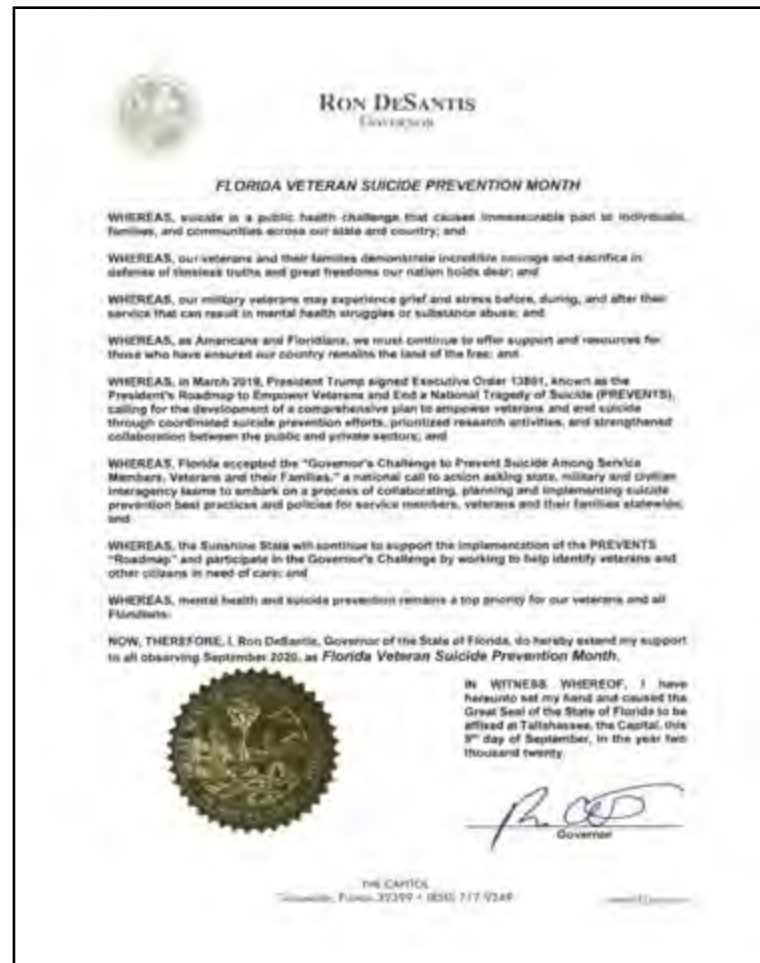 RON DESANTIS
GOVERNOR
FLORIDA VETERAN SUICIDE PREVENTION MONTH
WHEREAS, suicide is a public health challenge that causes immeasurable pain to individuals,
families, and communities across our state and country; and
WHEREAS, our veterans and their families demonstrate incredible courage and sacrifice in
defense of timeless truths and great freedoms our nation holds dear; and
WHEREAS, our military veterans may experience grief and stress before, during, and after their
service that can result in mental health struggles or substance abuse; and
WHEREAS, as Americans and Floridians, we must continue to offer support and resources for
those who have ensured our country remains the land of the free; and
WHEREAS, in March 2019, President Trump signed Executive Order 13861, known as the
President's Roadmap to Empower Veterans and End a National Tragedy of Suicide (PREVENTS),
calling for the development of a comprehensive plan to empower veterans and end suicide
through coordinated suicide prevention efforts, prioritized research activities, and strengthened
collaboration between the public and private sectors; and
WHEREAS, Florida accepted the "Governor's Challenge to Prevent Suicide Among Service
Members, Veterans and their Families," a national call to action asking state, military and civilian
interagency teams to embark on a process of collaborating, planning and implementing suicide
prevention best practices and policies for service members, veterans and their families statewide;
and
WHEREAS, the Sunshine State will continue to support the implementation of the PREVENTS
"Roadmap" and participate in the Governor's Challenge by working to help identify veterans and
other citizens in need of care; and
WHEREAS, mental health and suicide prevention remains a top priority for our veterans and all
Floridians.
NOW, THEREFORE, I, Ron DeSantis, Governor of the State of Florida, do hereby extend my support
to all observing September 2020, as Florida Veteran Suicide Prevention Month.
IN WITNESS WHEREOF, I have
hereunto set my hand and caused the
Great Seal of the State of Florida to be
affixed at Tallahassee, the Capital, this
9th day of September, in the year two
thousand twenty.
Governor
THE CAPITOL
Florida 32399 • (850) 717-9249